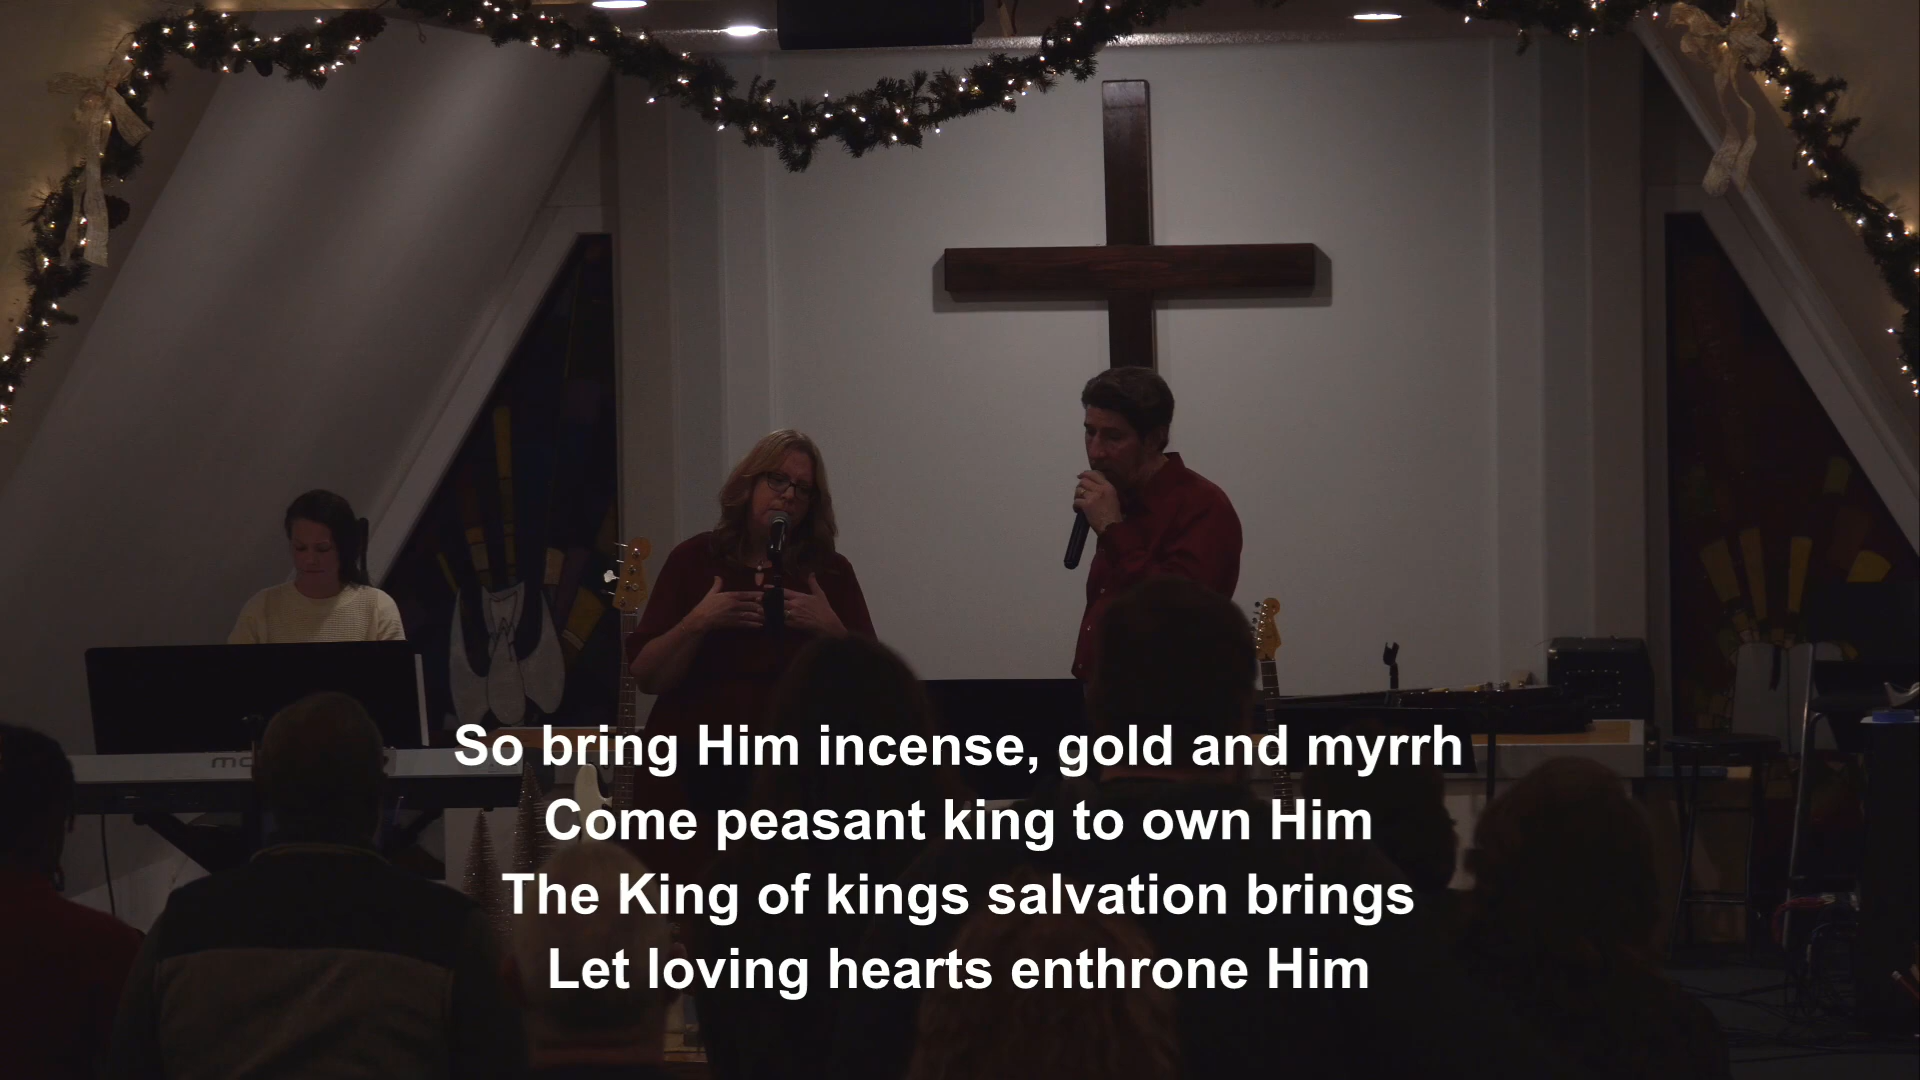 So bring Him incense, gold and myrrh
Come peasant king to own Him
The King of kings salvation brings
Let loving hearts enthrone Him